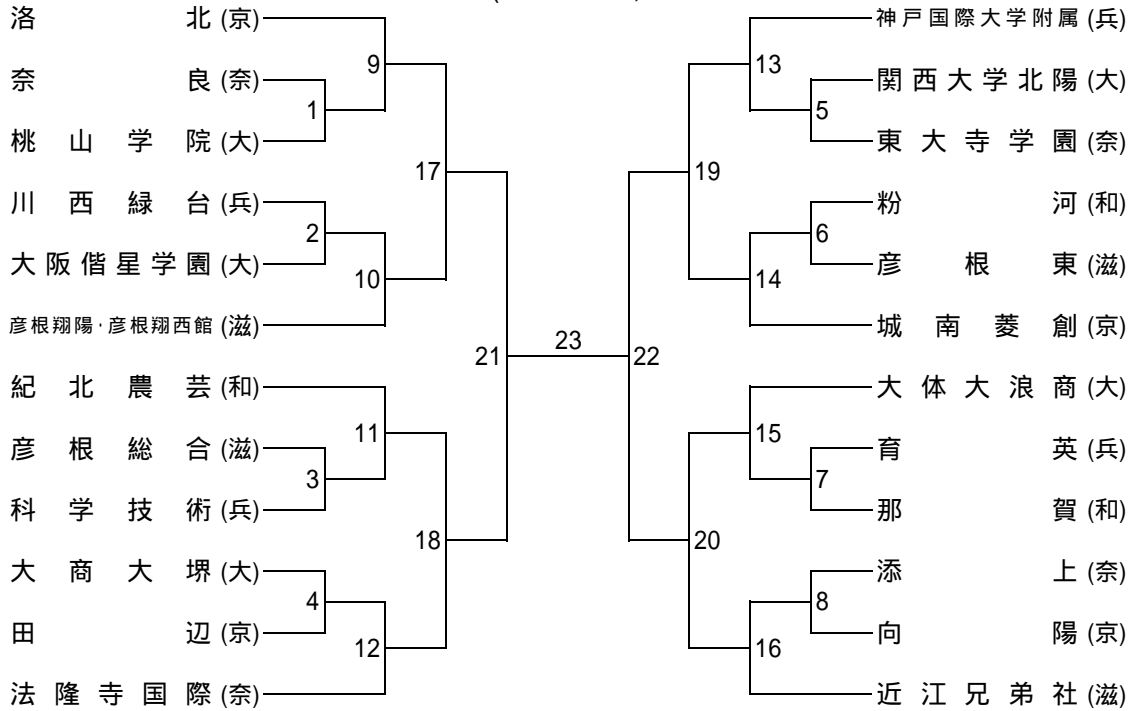 洛北(京)
奈良(奈)
桃山学院(大)
川西緑台(兵)
大阪偕星学園(大)
彦根翔陽・彦根翔西館(滋)
紀北農芸(和)
彦根総合(滋)
科学技術(兵)
大商大堺(大)
田辺(京)
法隆寺国際(奈)
1
2
3
4
9
10
11
12
17
18
21
23
22
19
20
13
14
15
16
5
6
7
8
神戸国際大学附属(兵)
関西大学北陽(大)
東大寺学園(奈)
粉河(和)
彦根東(滋)
城南菱創(京)
大体大浪商(大)
育英(兵)
那賀(和)
添上(奈)
向陽(京)
近江兄弟社(滋)